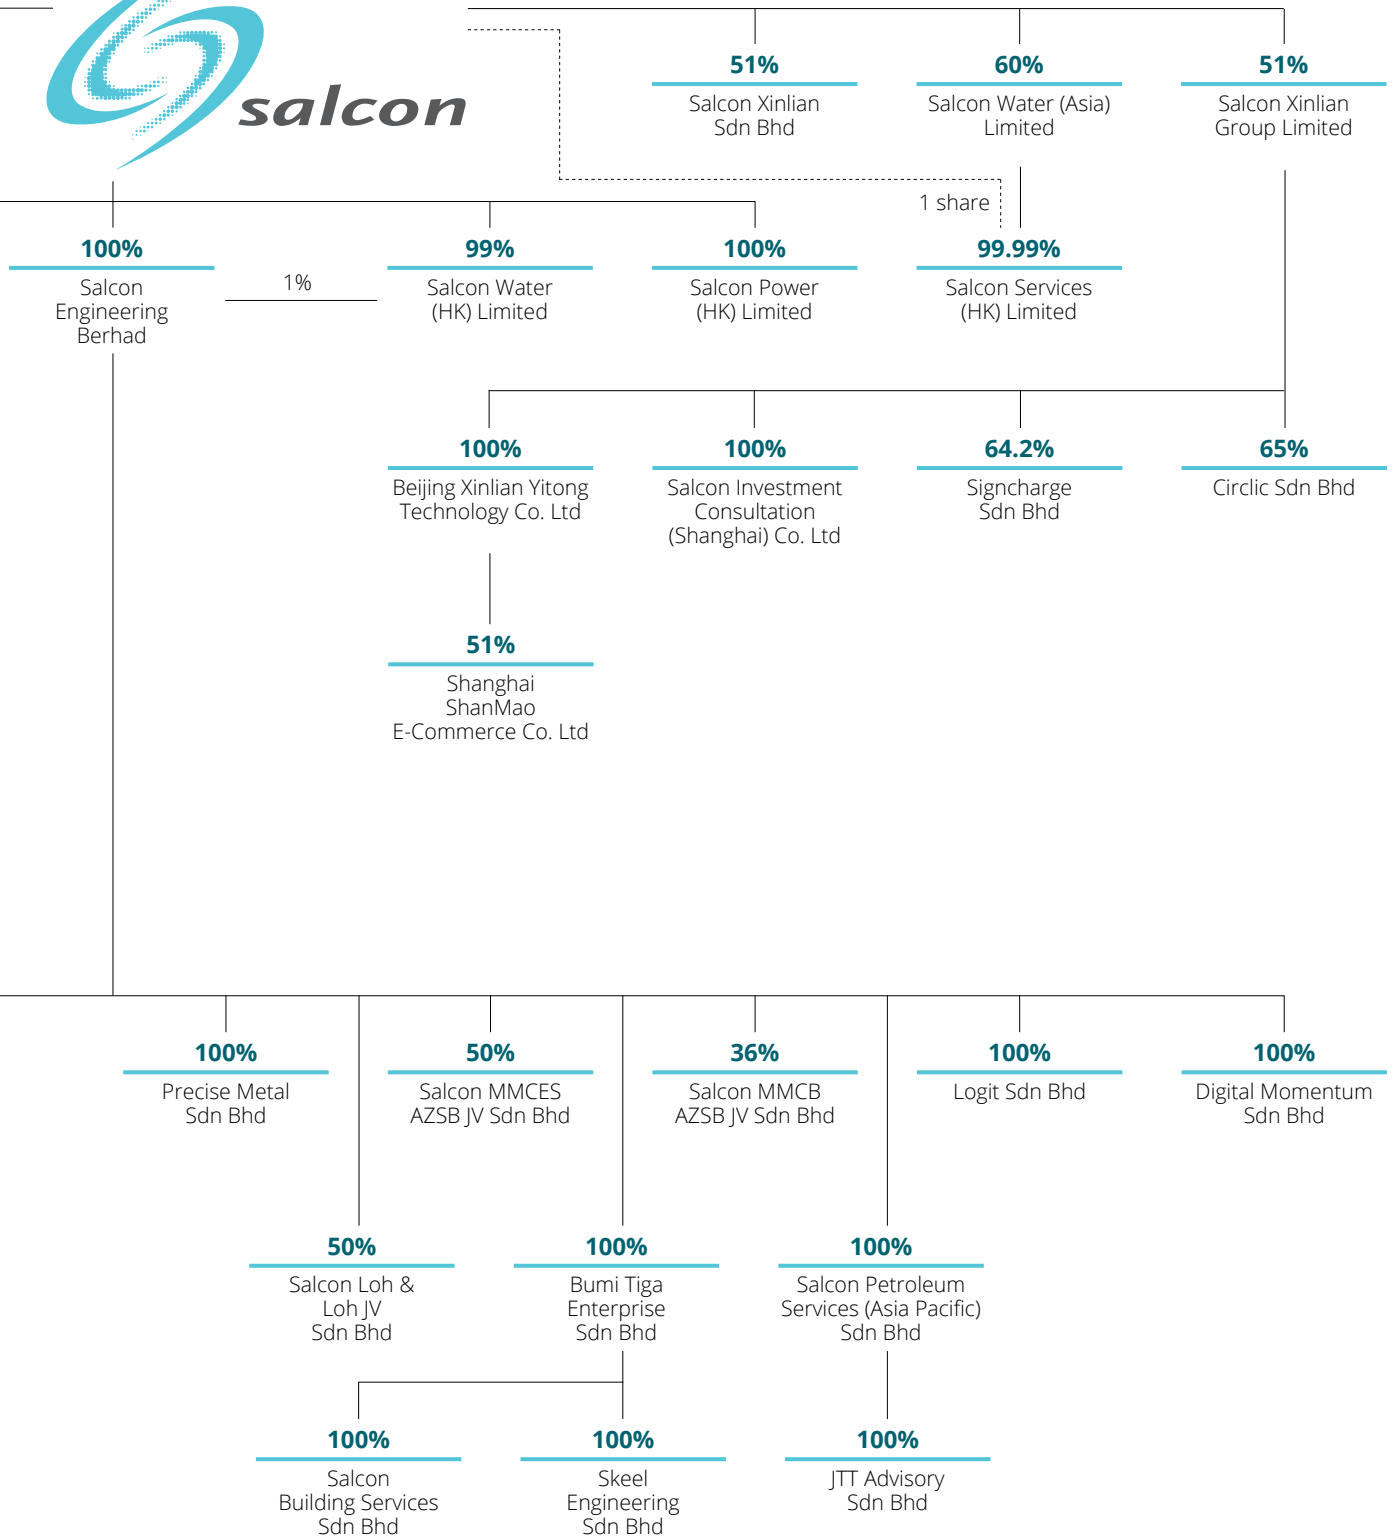 salcon
51%
Salcon Xinlian
Sdn Bhd
60%
Salcon Water (Asia)
Limited
51%
Salcon Xinlian
Group Limited
1 share
100%
Salcon
Engineering
Berhad
1%
99%
Salcon Water
(HK) Limited
100%
Salcon Power
(HK) Limited
99.99%
Salcon Services
(HK) Limited
100%
Beijing Xinlian Yitong
Technology Co. Ltd
100%
Salcon Investment
Consultation
(Shanghai) Co. Ltd
64.2%
Signcharge
Sdn Bhd
65%
Circlic Sdn Bhd
51%
Shanghai
ShanMao
E-Commerce Co. Ltd
100%
Precise Metal
Sdn Bhd
50%
Salcon MMCES
AZSB JV Sdn Bhd
36%
Salcon MMCB
AZSB JV Sdn Bhd
100%
Logit Sdn Bhd
100%
Digital Momentum
Sdn Bhd
50%
Salcon Loh &
Loh JV
Sdn Bhd
100%
Bumi Tiga
Enterprise
Sdn Bhd
100%
Salcon Petroleum
Services (Asia Pacific)
Sdn Bhd
100%
Salcon
Building Services
Sdn Bhd
100%
Skeel
Engineering
Sdn Bhd
100%
JTT Advisory
Sdn Bhd